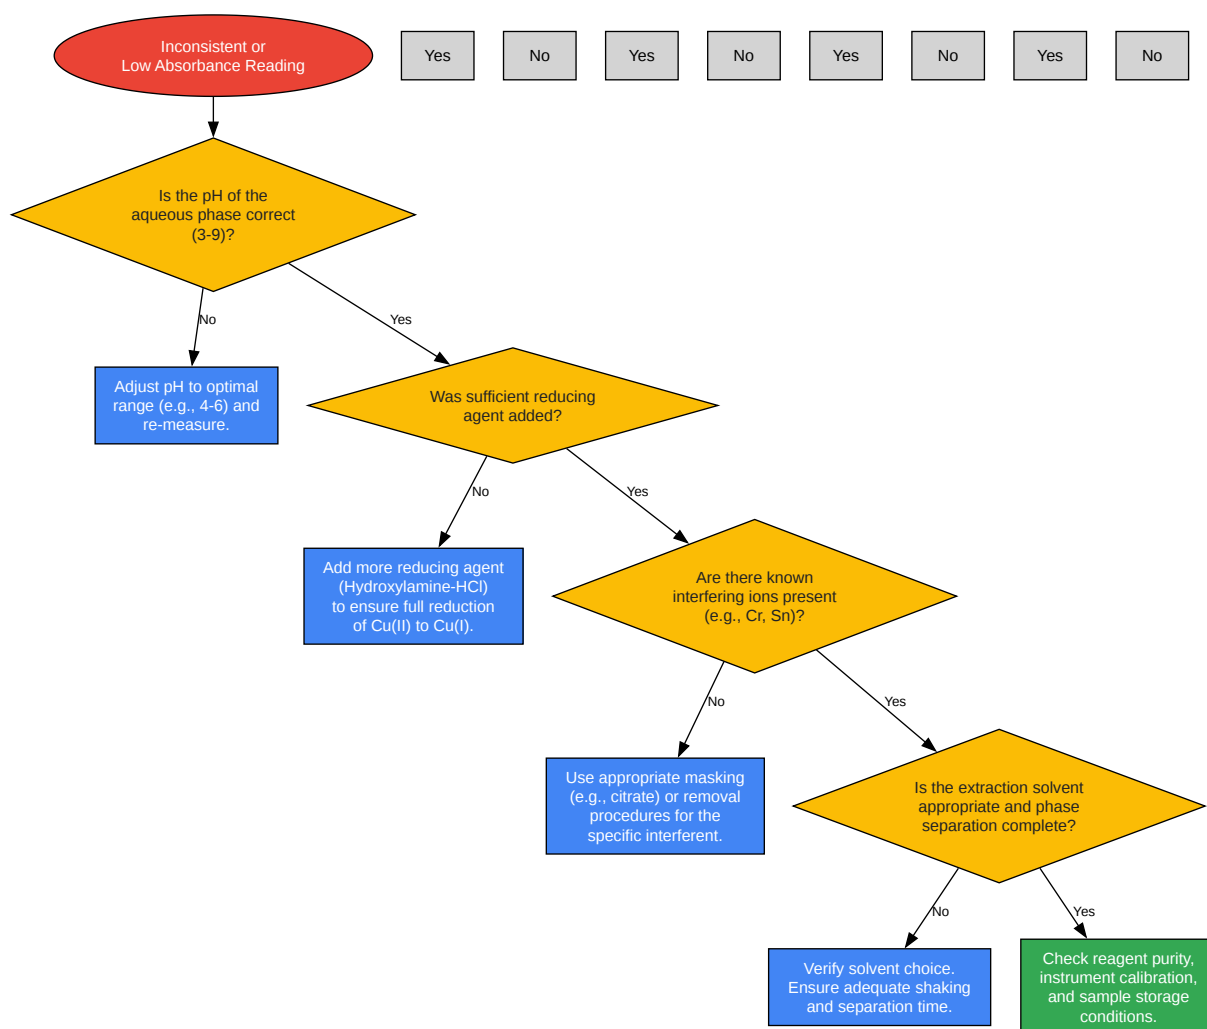 Inconsistent or
Low Absorbance Reading
Yes
No
Yes
No
Yes
No
Yes
No
Is the pH of the
aqueous phase correct
(3-9)?
No
Yes
Adjust pH to optimal
range (e.g., 4-6) and
re-measure.
Was sufficient reducing
agent added?
No
Yes
Add more reducing agent
(Hydroxylamine-HCl)
to ensure full reduction
of Cu(II) to Cu(I).
Are there known
interfering ions present
(e.g., Cr, Sn)?
No
Yes
Use appropriate masking
(e.g., citrate) or removal
procedures for the
specific interferent.
Is the extraction solvent
appropriate and phase
separation complete?
No
Yes
Verify solvent choice.
Ensure adequate shaking
and separation time.
Check reagent purity,
instrument calibration,
and sample storage
conditions.